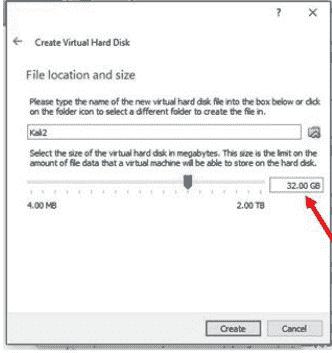 ?
Create Virtual Hard Disk
File location and size
Please type the name of the new virtual hard disk file into the box below or click
on the folder icon to select a different folder to create the file in.
Kali2
Select the size of the virtual hard disk in megabytes. This size is the limit on the
amount of file data that a virtual machine will be able to store on the hard disk.
32.00 GB
4.00 MB 2.00 TB
Create Cancel